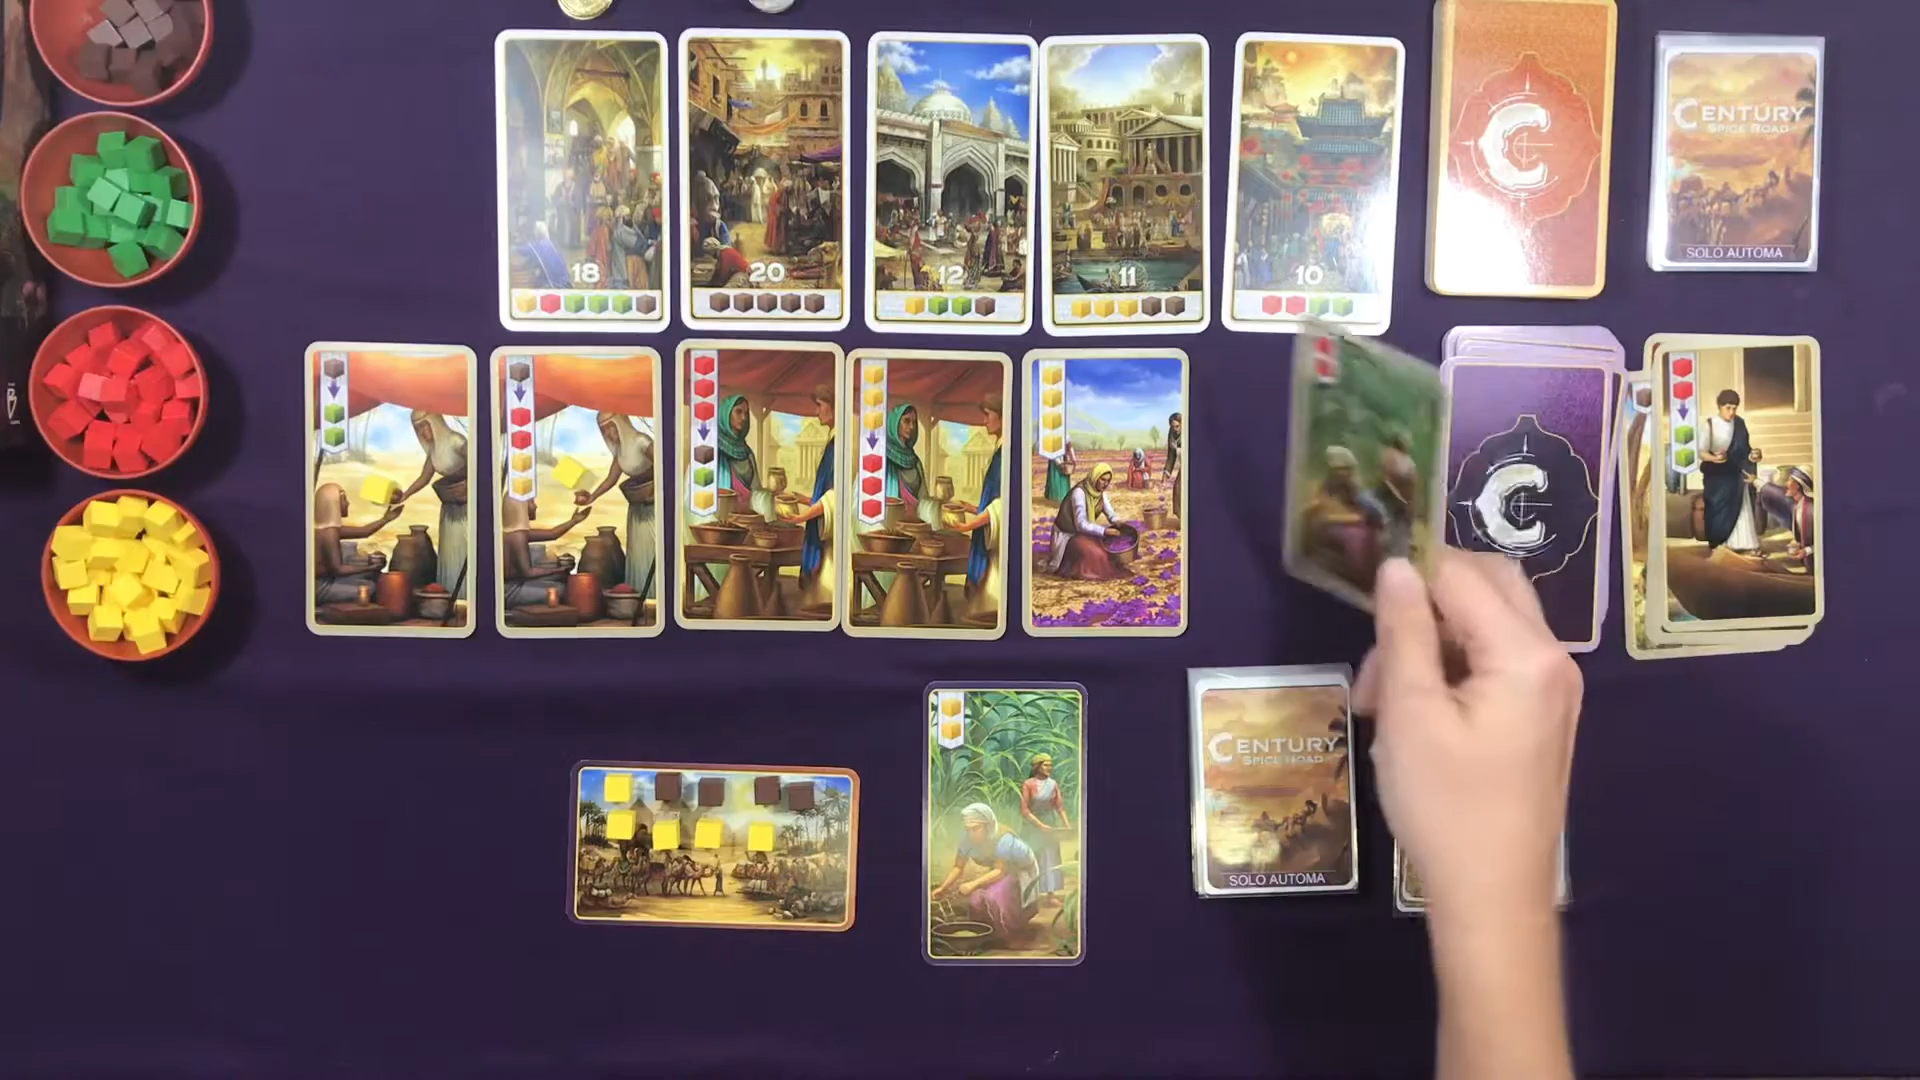 18
20
12
11
10
C
CENTURY
SPICE ROAD
SOLO AUTOMA
C
CENTURY
SPICE ROAD
SOLO AUTOMA